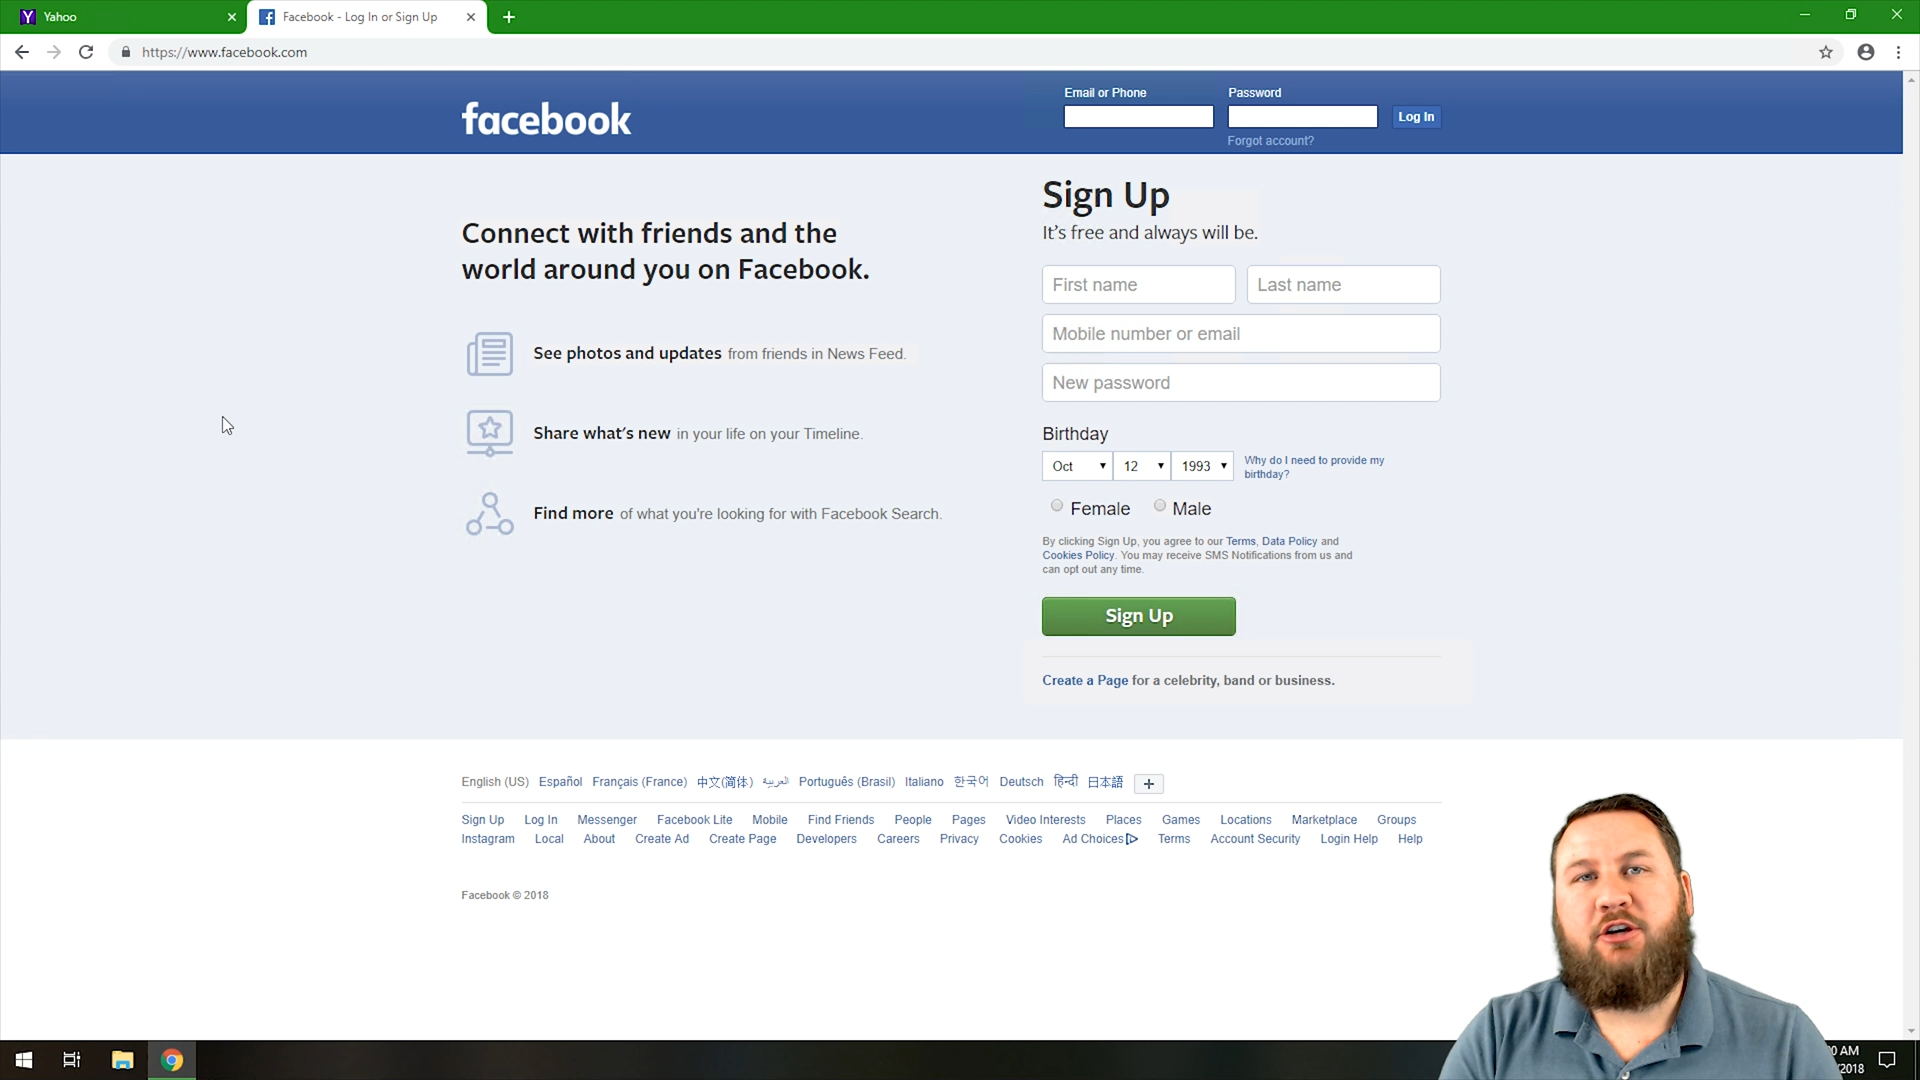 Yahoo
Facebook - Log In or Sign Up
https://www.facebook.com
facebook
Email or Phone
Password
Log In
Forgot account?
Connect with friends and the
world around you on Facebook.
See photos and updates from friends in News Feed.
Share what's new in your life on your Timeline.
Find more of what you're looking for with Facebook Search.
Sign Up
It's free and always will be.
First name
Last name
Mobile number or email
New password
Birthday
Oct 12 1993
Why do I need to provide my
birthday?
Female Male
By clicking Sign Up, you agree to our Terms, Data Policy and
Cookies Policy. You may receive SMS Notifications from us and
can opt out any time.
Sign Up
Create a Page for a celebrity, band or business.
English (US) Español Français (France) 中文(简体) العربية Português (Brasil) Italiano 한국어 Deutsch हिन्दी 日本語
Sign Up Log In Messenger Facebook Lite Mobile Find Friends People Pages Video Interests Places Games Locations Marketplace Groups
Instagram Local About Create Ad Create Page Developers Careers Privacy Cookies Ad Choices Terms Account Security Login Help Help
Facebook © 2018
0 AM
/2018